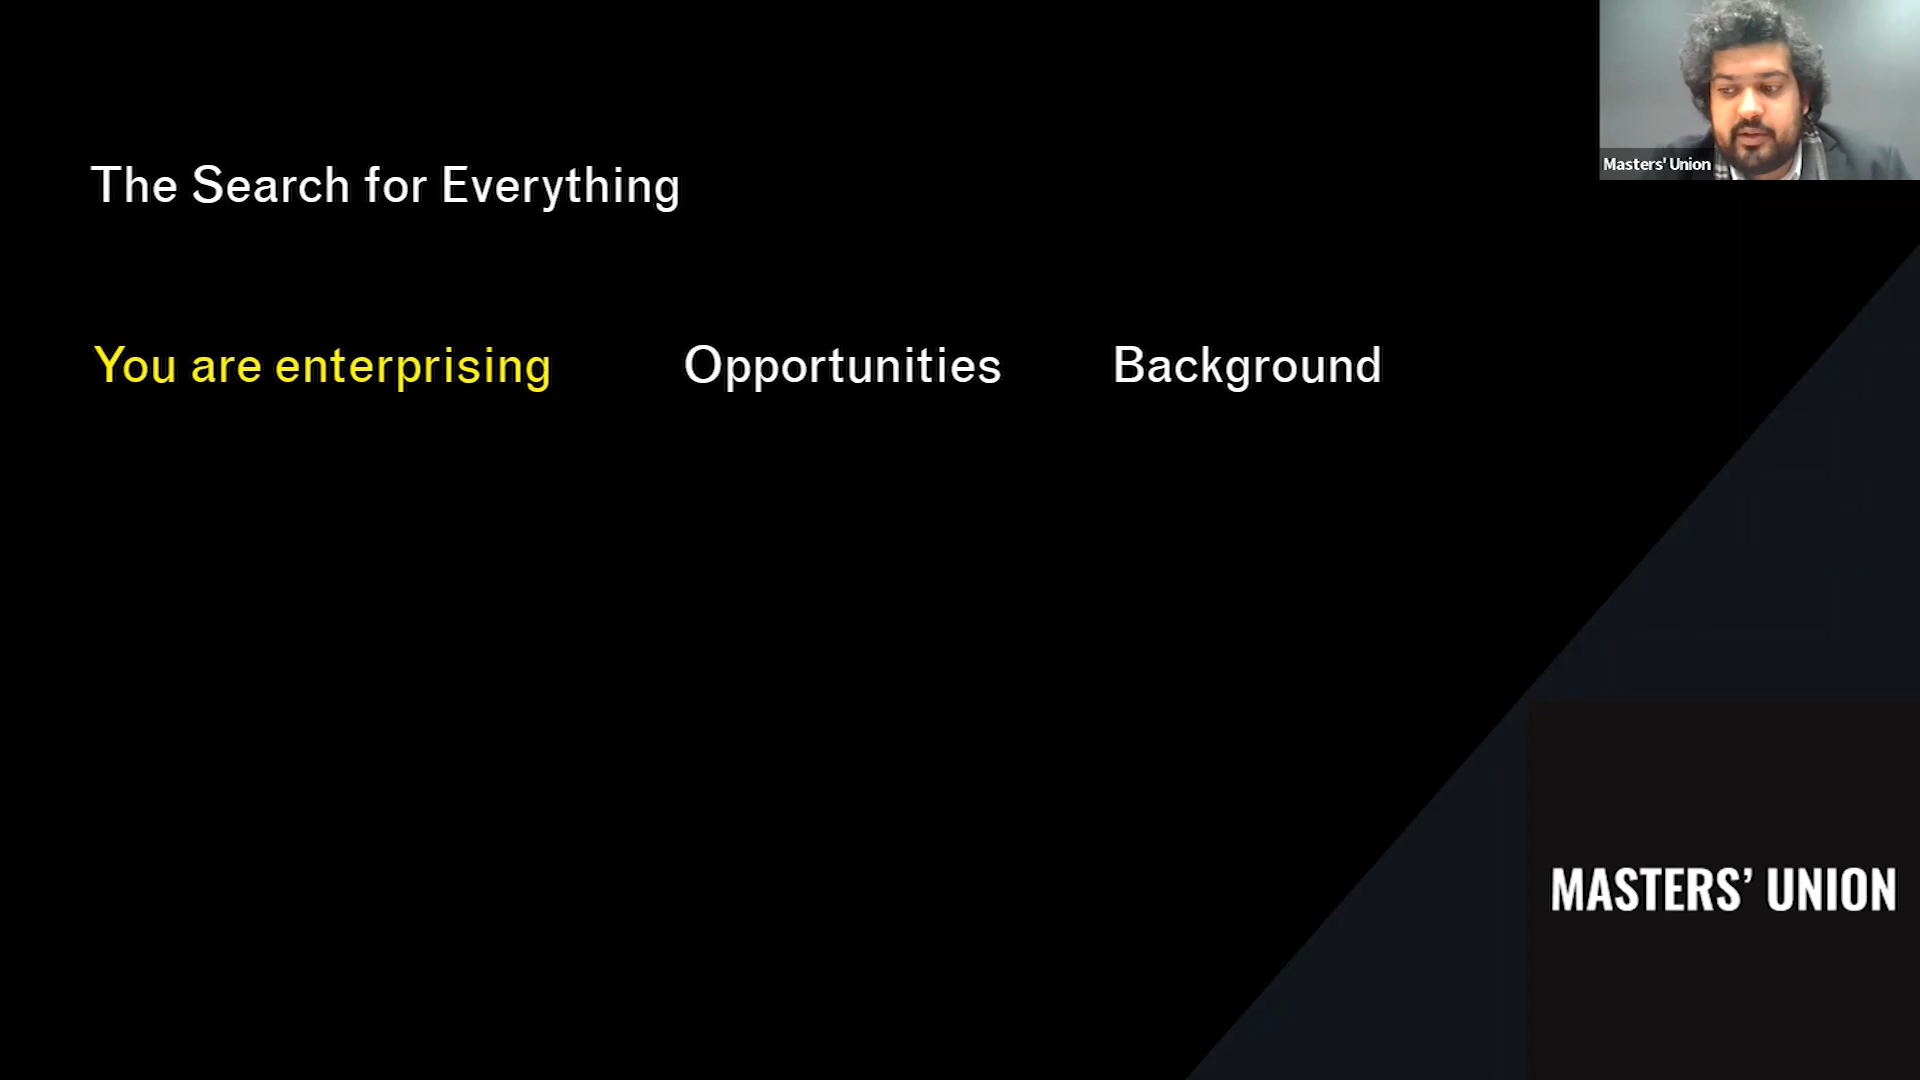 Masters' Union
The Search for Everything
You are enterprising Opportunities Background
MASTERS’ UNION